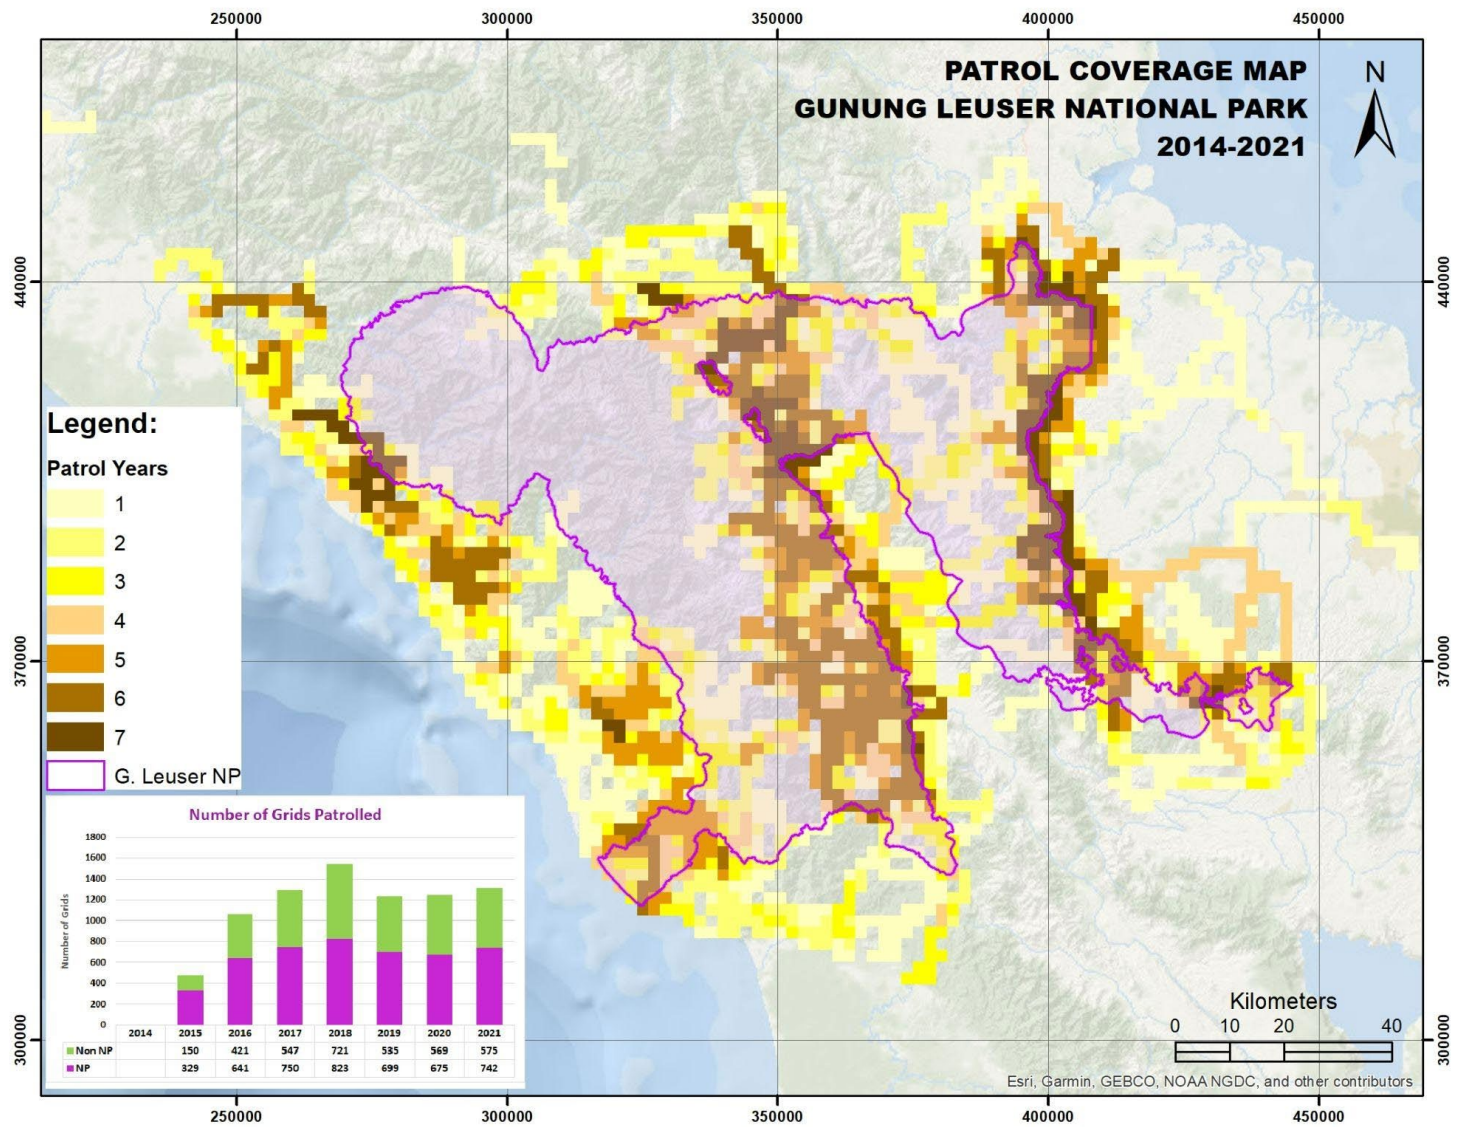 250000 300000 350000 400000 450000
PATROL COVERAGE MAP
GUNUNG LEUSER NATIONAL PARK
2014-2021
N
440000
440000
Legend:
Patrol Years
1
2
3
4
5
6
7
G. Leuser NP
370000
370000
Number of Grids Patrolled
Number of Grids
1800
1600
1400
1200
1000
800
600
400
200
0
2014 2015 2016 2017 2018 2019 2020 2021
Non NP 150 421 547 721 535 569 575
NP 329 641 750 823 699 675 742
Kilometers
0 10 20 40
300000
300000
Esri, Garmin, GEBCO, NOAA NGDC, and other contributors
250000 300000 350000 400000 450000